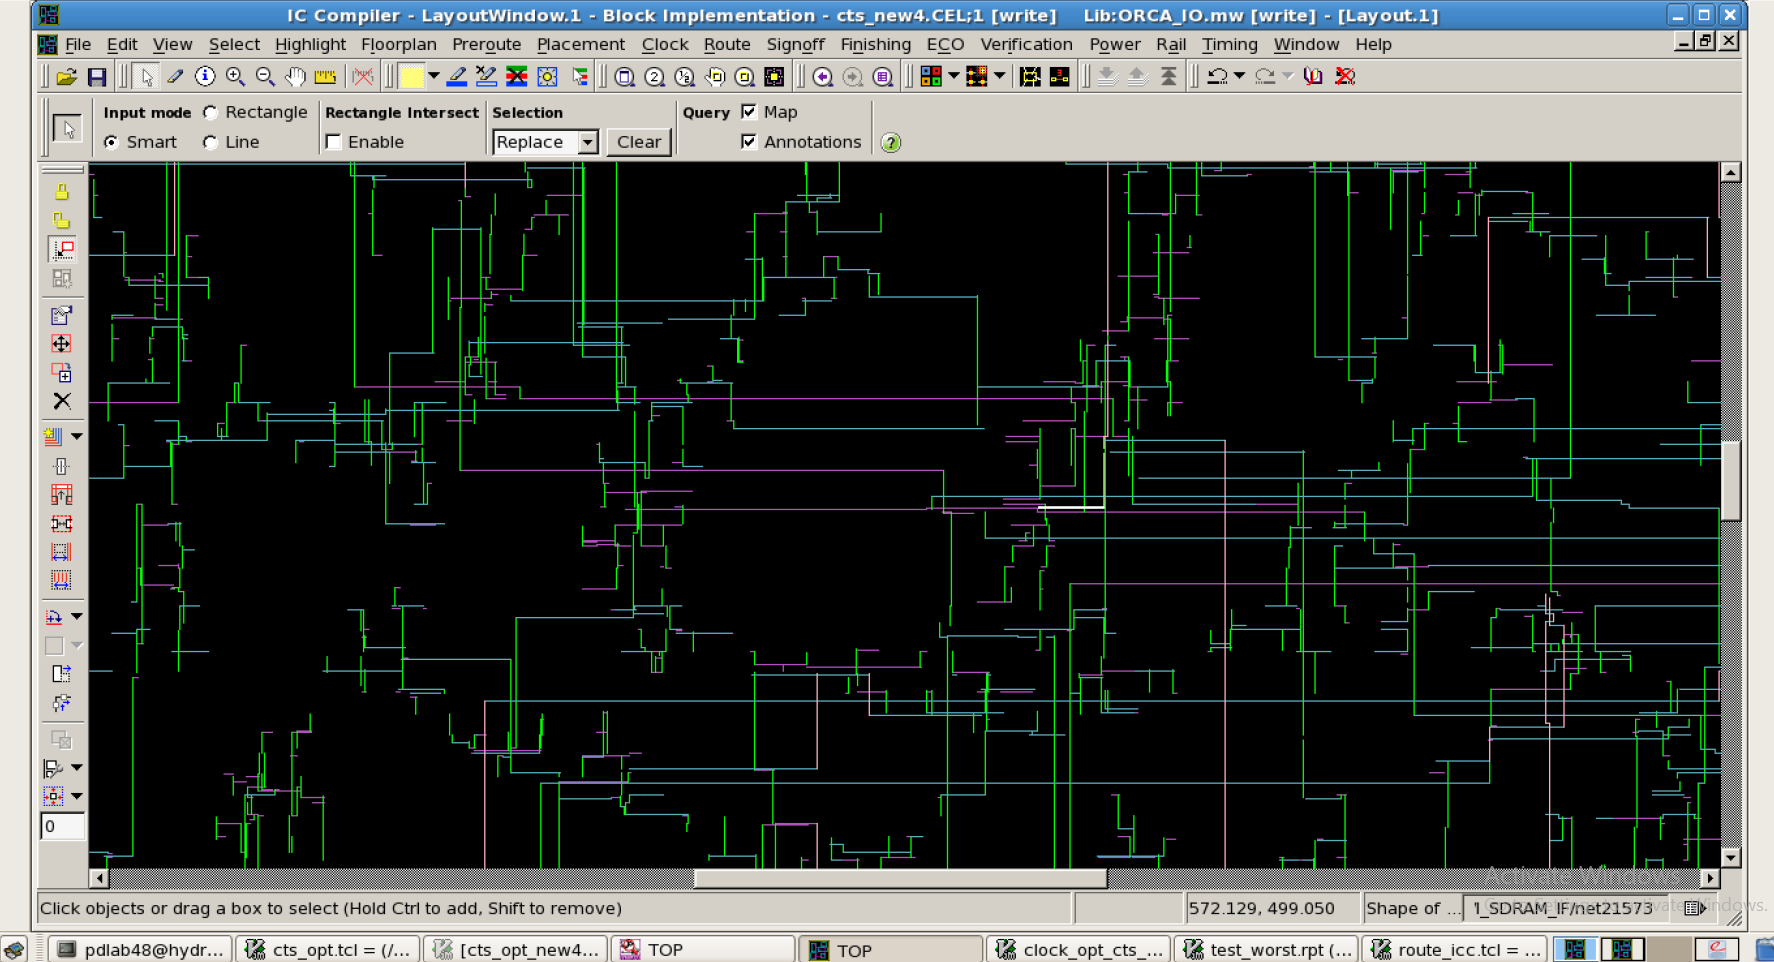 IC Compiler - LayoutWindow.1 - Block Implementation - cts_new4.CEL;1 [write]    Lib:ORCA_IO.mw [write] - [Layout.1]
File Edit View Select Highlight Floorplan Preroute Placement Clock Route Signoff Finishing ECO Verification Power Rail Timing Window Help
Input mode Rectangle Rectangle Intersect Selection Query Map
Smart Line Enable Replace Clear Annotations
0
Activate Windows
Click objects or drag a box to select (Hold Ctrl to add, Shift to remove) 572.129, 499.050 Shape of ... 'I_SDRAM_IF/net21573
pdlab48@hydr... cts_opt.tcl = (/... [cts_opt_new4... TOP TOP clock_opt_cts_... test_worst.rpt (... route_icc.tcl = ...